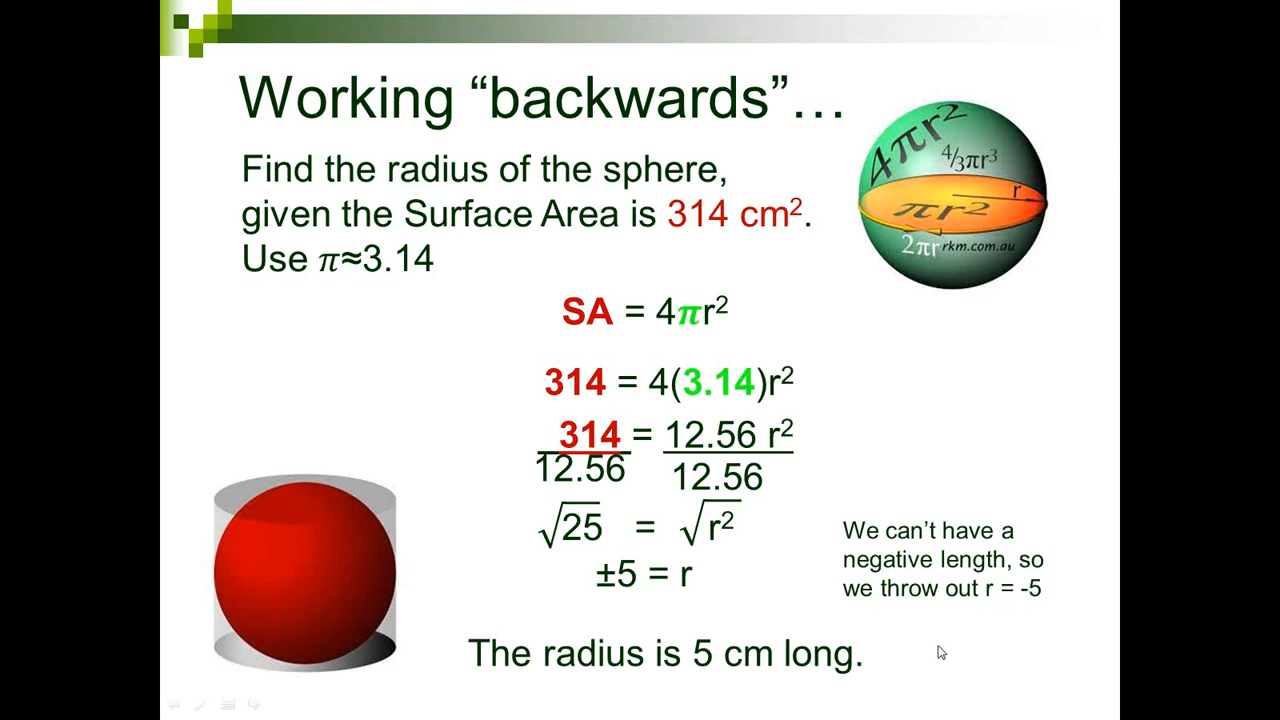 Working “backwards”…
Find the radius of the sphere,
given the Surface Area is 314 cm².
Use π≈3.14
4πr²
4/3πr³
r
πr²
2πr rkm.com.au
SA = 4πr²
314 = 4(3.14)r²
314 = 12.56 r²
12.56 12.56
√25 = √r²
±5 = r
We can’t have a
negative length, so
we throw out r = -5
The radius is 5 cm long.